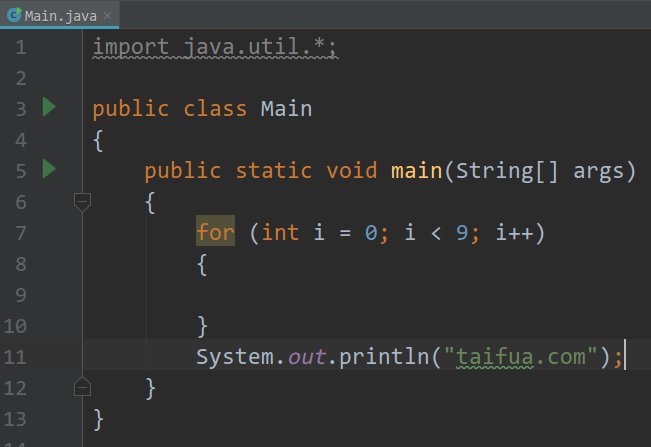 Main.java
1 import java.util.*;
2
3 public class Main
4 {
5 public static void main(String[] args)
6 {
7 for (int i = 0; i < 9; i++)
8 {
9
10 }
11 System.out.println("taifua.com");
12 }
13 }